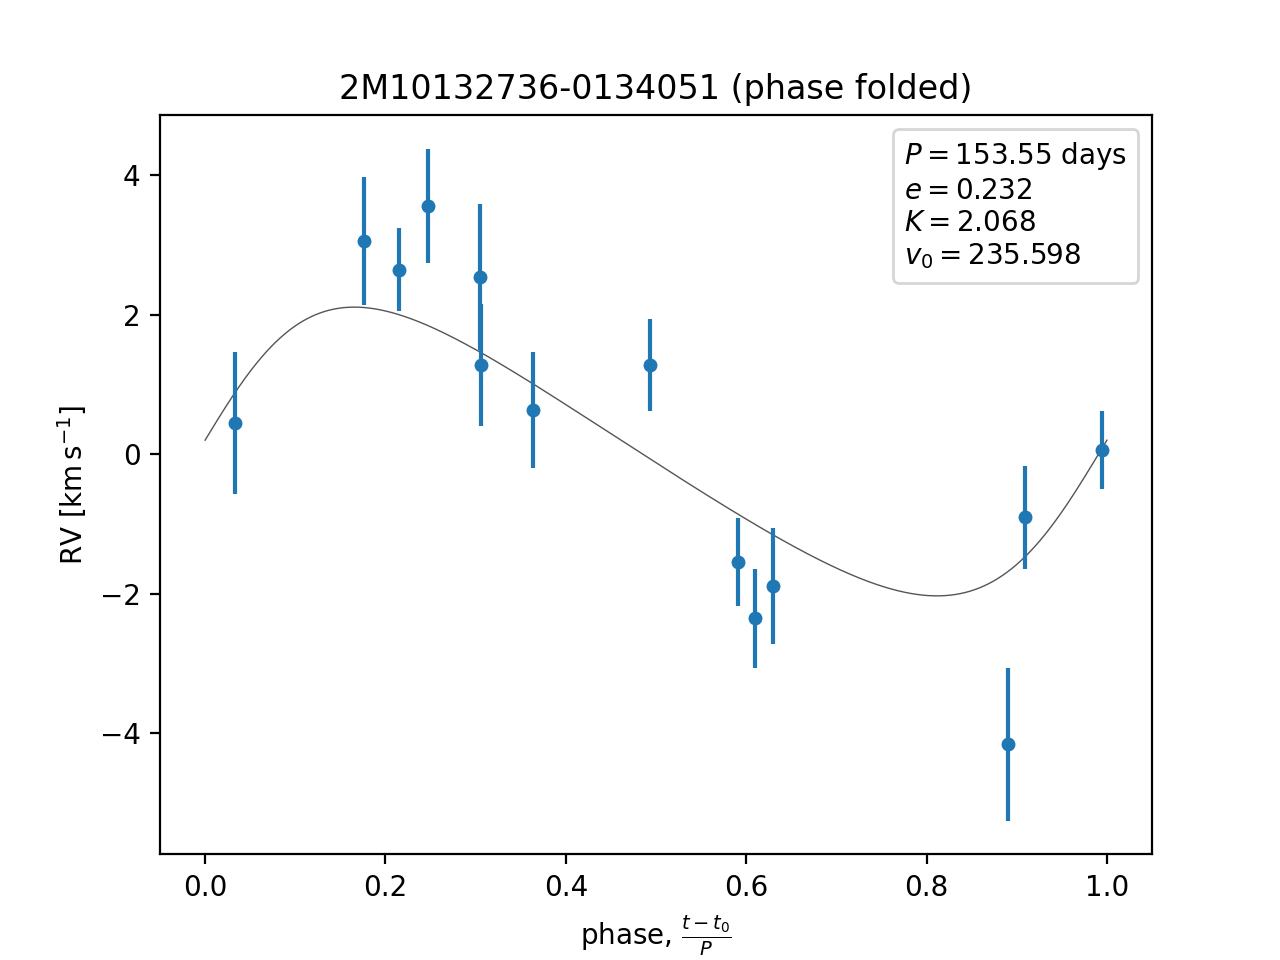 2M10132736-0134051 (phase folded)
P = 153.55 days
e = 0.232
K = 2.068
v₀ = 235.598
RV [km s⁻¹]
4
2
0
−2
−4
0.0 0.2 0.4 0.6 0.8 1.0
phase, (t − t₀)/P